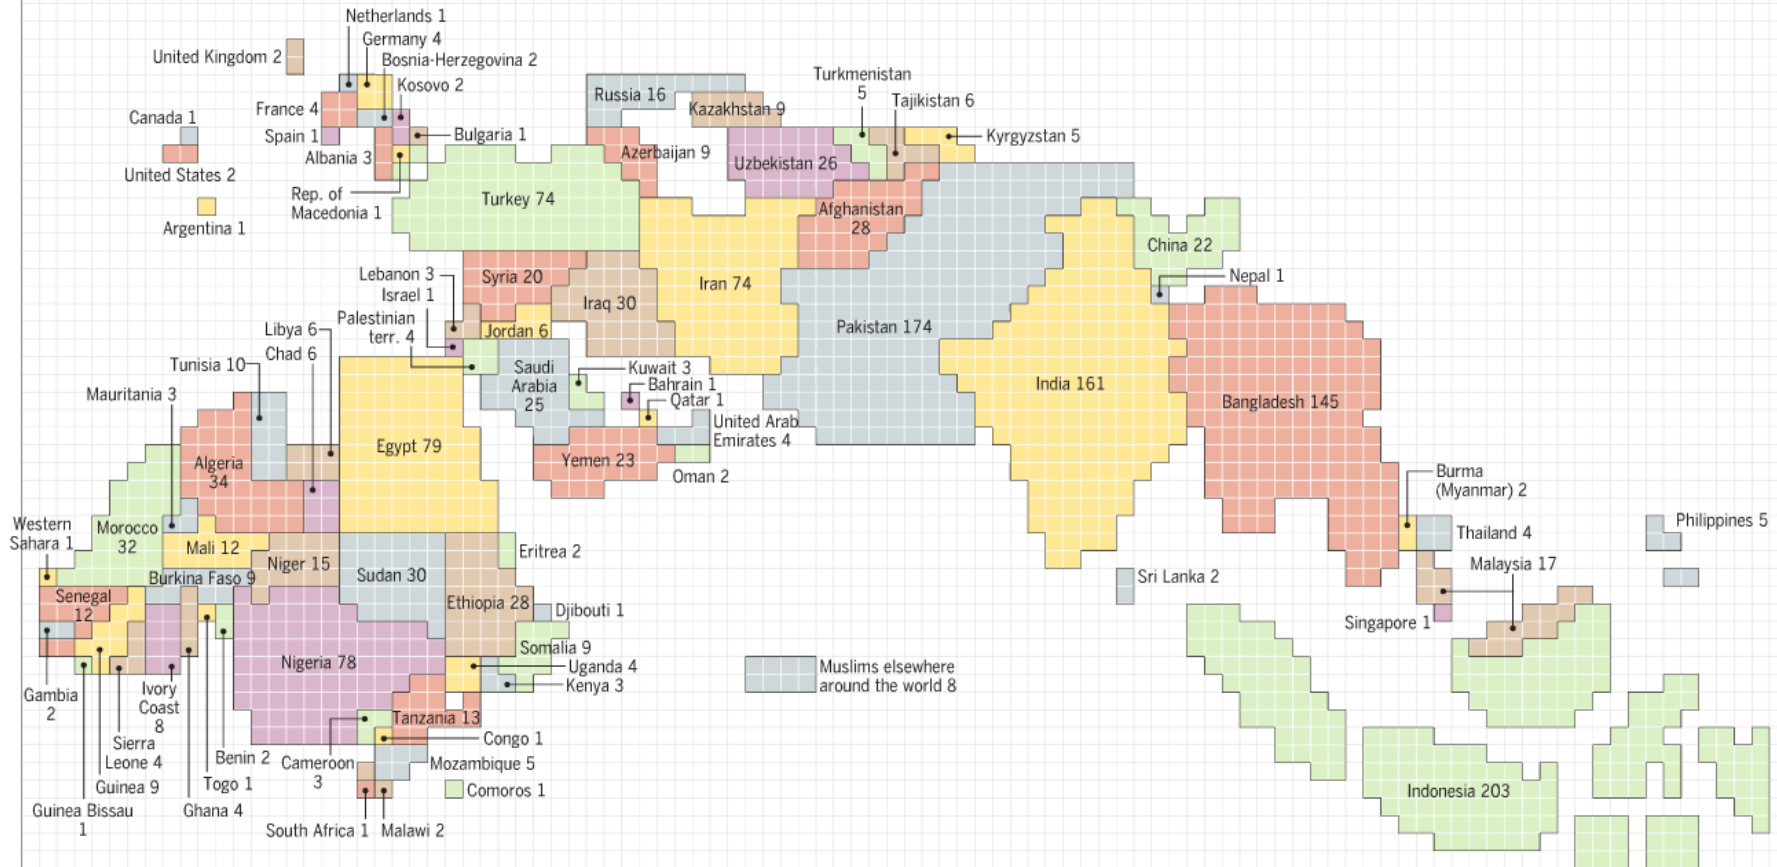 Netherlands 1
Germany 4
United Kingdom 2
Bosnia-Herzegovina 2
Kosovo 2
France 4
Canada 1
Spain 1
Bulgaria 1
Albania 3
United States 2
Rep. of
Macedonia 1
Argentina 1
Turkey 74
Russia 16
Kazakhstan 9
Turkmenistan
5
Tajikistan 6
Kyrgyzstan 5
Azerbaijan 9
Uzbekistan 26
Afghanistan
28
China 22
Nepal 1
Lebanon 3
Israel 1
Palestinian
terr. 4
Syria 20
Iraq 30
Iran 74
Jordan 6
Pakistan 174
India 161
Bangladesh 145
Libya 6
Chad 6
Tunisia 10
Mauritania 3
Saudi
Arabia
25
Kuwait 3
Bahrain 1
Qatar 1
United Arab
Emirates 4
Egypt 79
Yemen 23
Oman 2
Algeria
34
Burma
(Myanmar) 2
Thailand 4
Philippines 5
Western
Sahara 1
Morocco
32
Mali 12
Niger 15
Sudan 30
Eritrea 2
Burkina Faso 9
Senegal
12
Ethiopia 28
Djibouti 1
Sri Lanka 2
Malaysia 17
Singapore 1
Somalia 9
Nigeria 78
Uganda 4
Kenya 3
Muslims elsewhere
around the world 8
Gambia
2
Ivory
Coast
8
Tanzania 13
Congo 1
Sierra
Leone 4
Benin 2
Cameroon
3
Mozambique 5
Guinea 9
Togo 1
Comoros 1
Indonesia 203
Guinea Bissau
1
Ghana 4
South Africa 1
Malawi 2